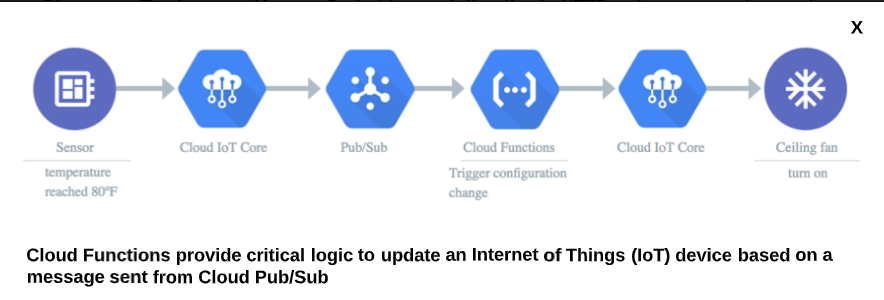 X
Sensor
Cloud IoT Core
Pub/Sub
Cloud Functions
Cloud IoT Core
Ceiling fan
temperature
reached 80°F
Trigger configuration
change
turn on
Cloud Functions provide critical logic to update an Internet of Things (IoT) device based on a
message sent from Cloud Pub/Sub